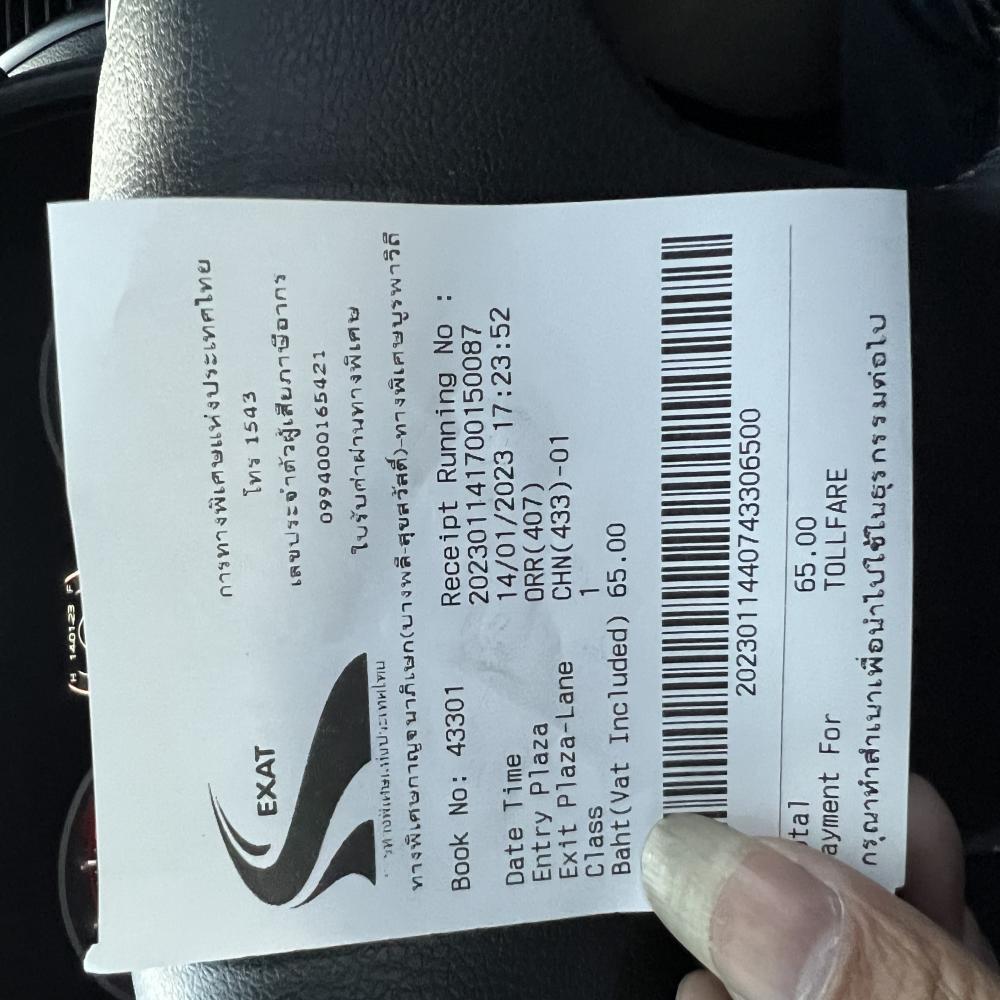 EXAT
การทางพิเศษแห่งประเทศไทย
โทร 1543
เลขประจำตัวผู้เสียภาษีอากร
0994000165421
ใบรับค่าผ่านทางพิเศษ
ทางพิเศษกาญจนาภิเษก(บางพลี-สุขสวัสดิ์)-ทางพิเศษบูรพาวิถี
Book No: 43301 Receipt Running No :
20230114170015​0087
Date Time 14/01/2023 17:23:52
Entry Plaza ORR(407)
Exit Plaza-Lane CHN(433)-01
Class 1
Baht(Vat Included) 65.00
2023011440743306500
otal 65.00
ayment For TOLLFARE
กรุณาทำสำเนาเพื่อนำไปใช้ในธุรกรรมต่อไป
H 140123 F